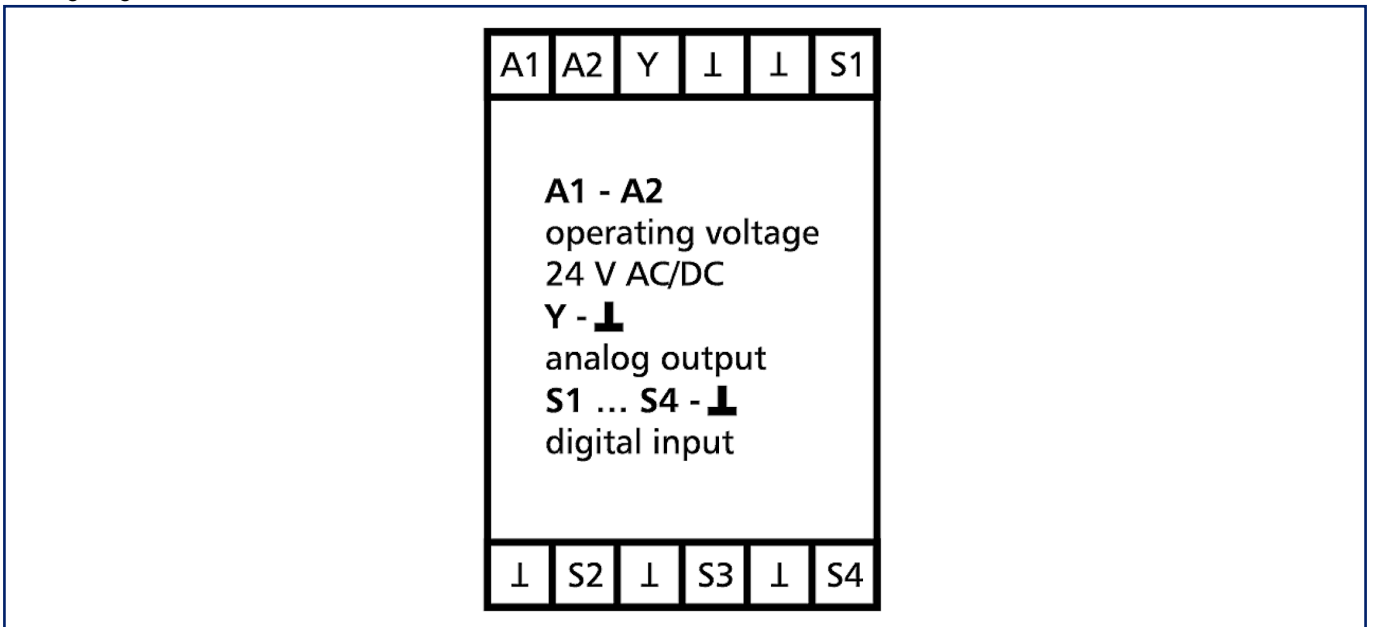 A1 A2 Y ⊥ ⊥ S1
A1 - A2
operating voltage
24 V AC/DC
Y - ⊥
analog output
S1 ... S4 - ⊥
digital input
⊥ S2 ⊥ S3 ⊥ S4